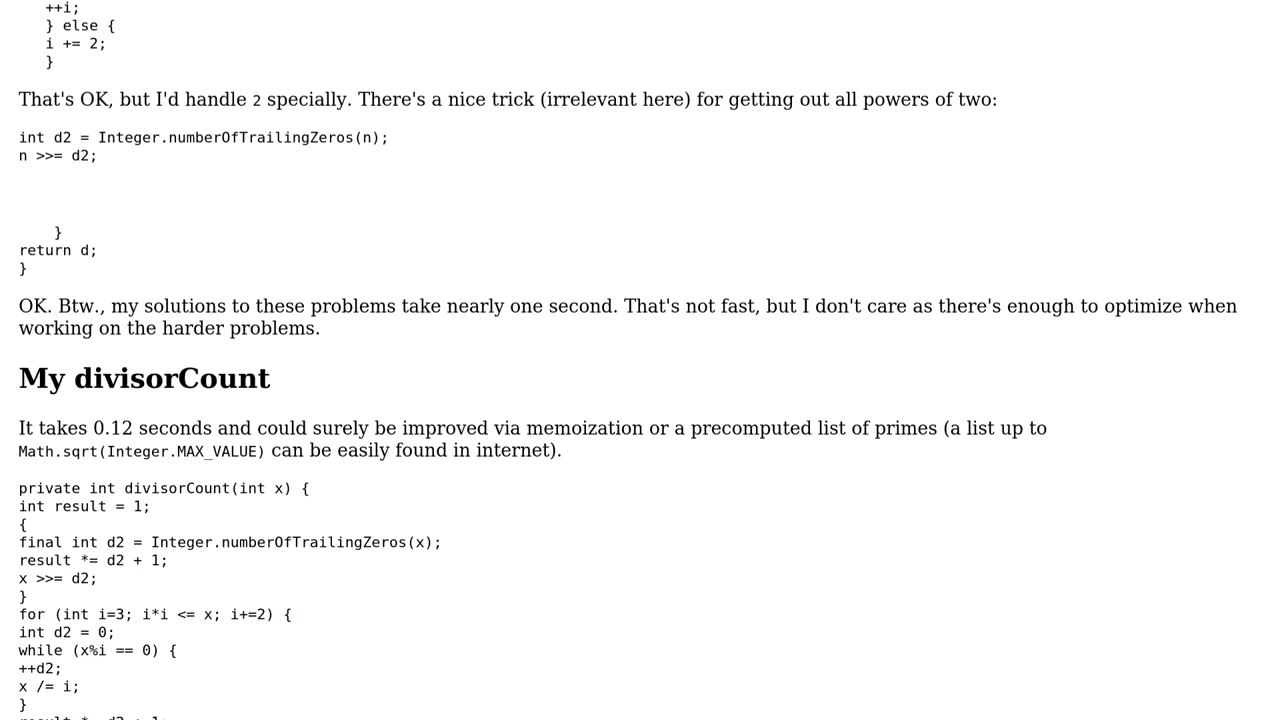 ++i;
} else {
i += 2;
}
That's OK, but I'd handle 2 specially. There's a nice trick (irrelevant here) for getting out all powers of two:
int d2 = Integer.numberOfTrailingZeros(n);
n >>= d2;
}
return d;
}
OK. Btw., my solutions to these problems take nearly one second. That's not fast, but I don't care as there's enough to optimize when
working on the harder problems.
My divisorCount
It takes 0.12 seconds and could surely be improved via memoization or a precomputed list of primes (a list up to
Math.sqrt(Integer.MAX_VALUE) can be easily found in internet).
private int divisorCount(int x) {
int result = 1;
{
final int d2 = Integer.numberOfTrailingZeros(x);
result *= d2 + 1;
x >>= d2;
}
for (int i=3; i*i <= x; i+=2) {
int d2 = 0;
while (x%i == 0) {
++d2;
x /= i;
}